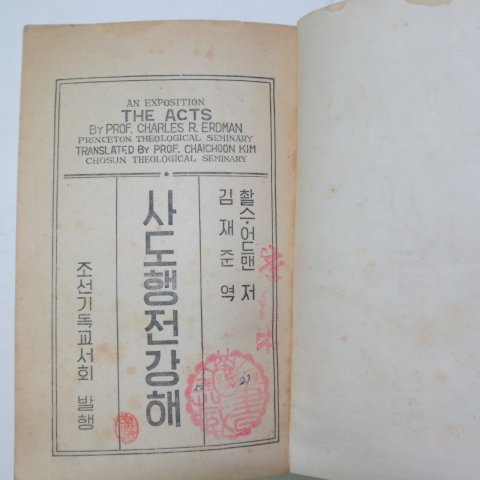 AN EXPOSITION
THE ACTS
BY PROF. CHARLES R. ERDMAN
PRINCETON THEOLOGICAL SEMINARY
TRANSLATED BY PROF. CHAICHOON KIM
CHOSUN THEOLOGICAL SEMINARY
촬스·어드맨 저
김재준 역
사도행전강해
조선기독교서회 발행
27